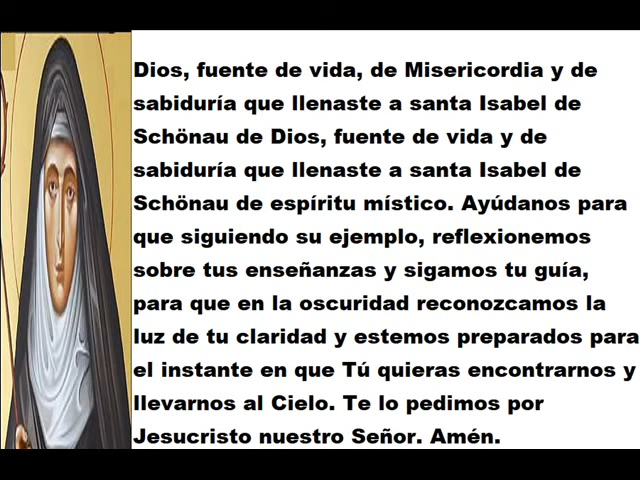 Dios, fuente de vida, de Misericordia y de
sabiduría que llenaste a santa Isabel de
Schönau de Dios, fuente de vida y de
sabiduría que llenaste a santa Isabel de
Schönau de espíritu místico. Ayúdanos para
que siguiendo su ejemplo, reflexionemos
sobre tus enseñanzas y sigamos tu guía,
para que en la oscuridad reconozcamos la
luz de tu claridad y estemos preparados para
el instante en que Tú quieras encontrarnos y
llevarnos al Cielo. Te lo pedimos por
Jesucristo nuestro Señor. Amén.